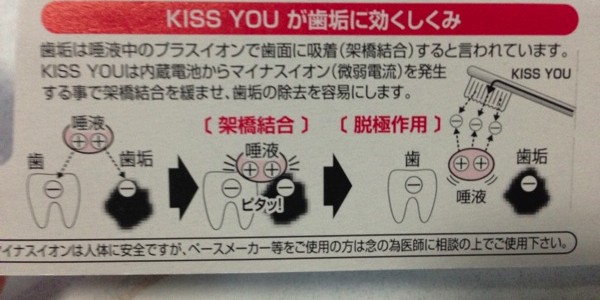 KISS YOU が歯垢に効くしくみ
歯垢は唾液中のプラスイオンで歯面に吸着(架橋結合)すると言われています。
KISS YOUは内蔵電池からマイナスイオン(微弱電流)を発生
する事で架橋結合を緩ませ、歯垢の除去を容易にします。
KISS YOU
唾液
歯
歯垢
〔 架橋結合 〕
唾液
ピタッ!
〔 脱極作用 〕
歯
唾液
歯垢
マイナスイオンは人体に安全ですが、ペースメーカー等をご使用の方は念の為医師に相談の上でご使用下さい。